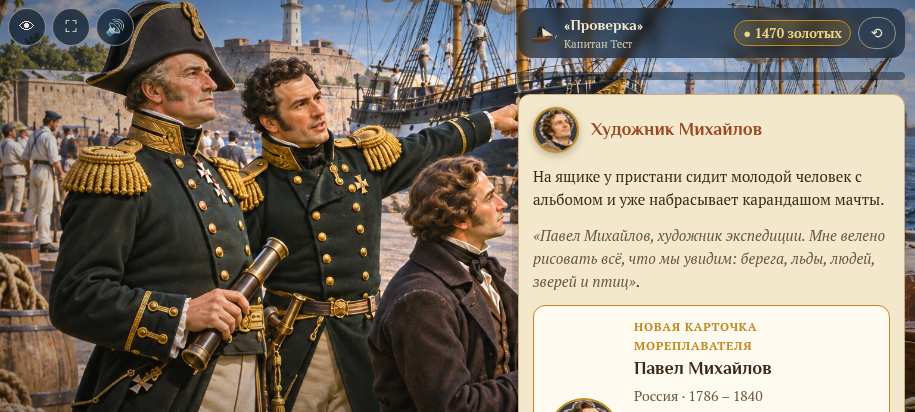 «Проверка»
Капитан Тест
1470 золотых
Художник Михайлов
На ящике у пристани сидит молодой человек с
альбомом и уже набрасывает карандашом мачты.
«Павел Михайлов, художник экспедиции. Мне велено
рисовать всё, что мы увидим: берега, льды, людей,
зверей и птиц».
НОВАЯ КАРТОЧКА
МОРЕПЛАВАТЕЛЯ
Павел Михайлов
Россия · 1786 – 1840